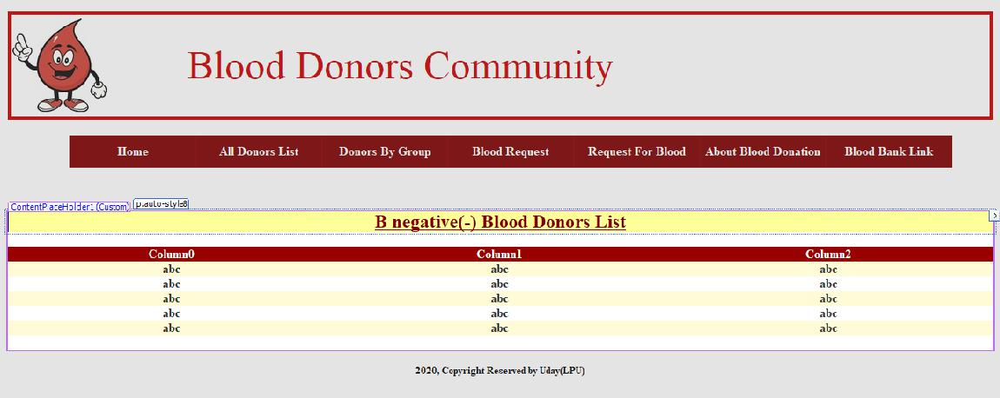 Blood Donors Community
Home All Donors List Donors By Group Blood Request Request For Blood About Blood Donation Blood Bank Link
ContentPlaceHolder1 (Custom) p.auto-style8
B negative(-) Blood Donors List
Column0 Column1 Column2
abc abc abc
abc abc abc
abc abc abc
abc abc abc
abc abc abc
2020, Copyright Reserved by Uday(LPU)